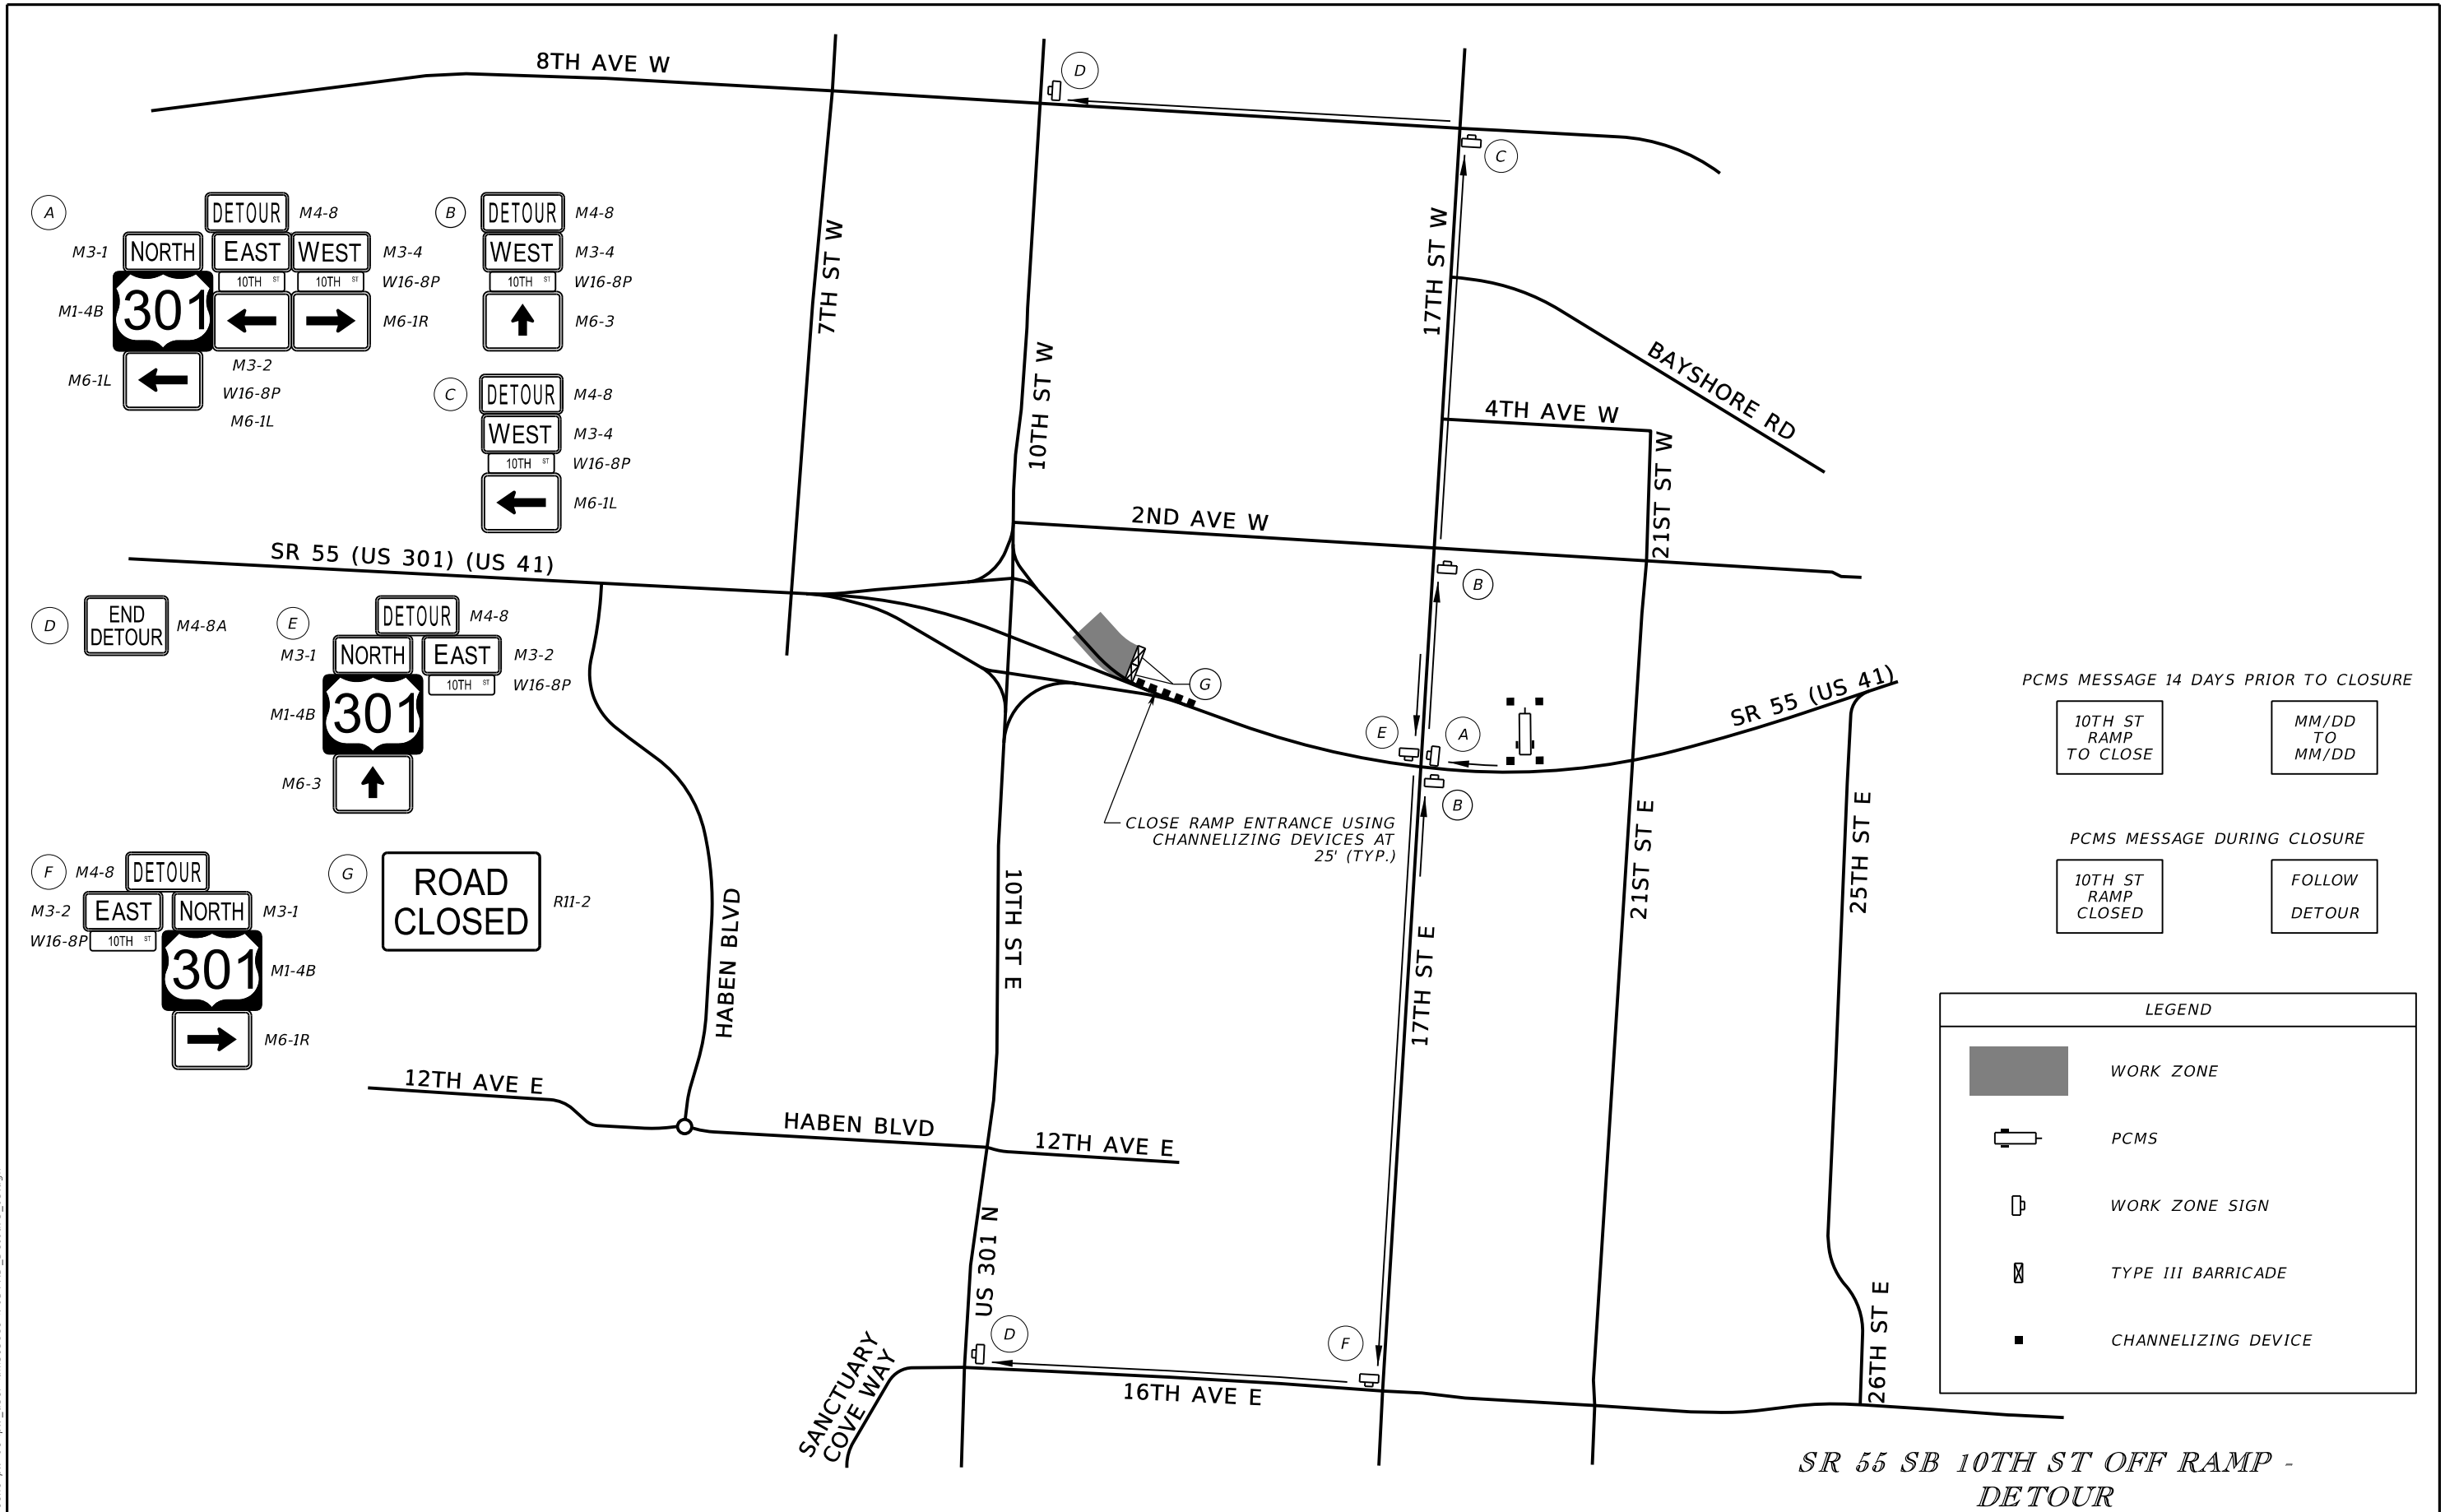 8TH AVE W
D
C
7TH ST W
10TH ST W
17TH ST W
BAYSHORE RD
4TH AVE W
21ST ST W
2ND AVE W
A
DETOUR M4-8
M3-1 NORTH EAST WEST M3-4
10TH ST 10TH ST W16-8P
M1-4B 301 M6-1R
M6-1L
M3-2
W16-8P
M6-1L
B
DETOUR M4-8
WEST M3-4
10TH ST W16-8P
M6-3
C
DETOUR M4-8
WEST M3-4
10TH ST W16-8P
M6-1L
SR 55 (US 301) (US 41)
D
END
DETOUR
M4-8A
E
DETOUR M4-8
M3-1 NORTH EAST M3-2
10TH ST W16-8P
M1-4B 301
M6-3
F
M4-8 DETOUR
M3-2 EAST NORTH M3-1
W16-8P 10TH ST
301 M1-4B
M6-1R
G
ROAD
CLOSED
R11-2
B
G
E
A
B
SR 55 (US 41)
CLOSE RAMP ENTRANCE USING
CHANNELIZING DEVICES AT
25' (TYP.)
HABEN BLVD
10TH ST E
17TH ST E
21ST ST E
25TH ST E
12TH AVE E
HABEN BLVD
12TH AVE E
US 301 N
D
F
SANCTUARY
COVE WAY
16TH AVE E
26TH ST E
PCMS MESSAGE 14 DAYS PRIOR TO CLOSURE
10TH ST
RAMP
TO CLOSE
MM/DD
TO
MM/DD
PCMS MESSAGE DURING CLOSURE
10TH ST
RAMP
CLOSED
FOLLOW
DETOUR
LEGEND
WORK ZONE
PCMS
WORK ZONE SIGN
TYPE III BARRICADE
CHANNELIZING DEVICE
SR 55 SB 10TH ST OFF RAMP -
DETOUR